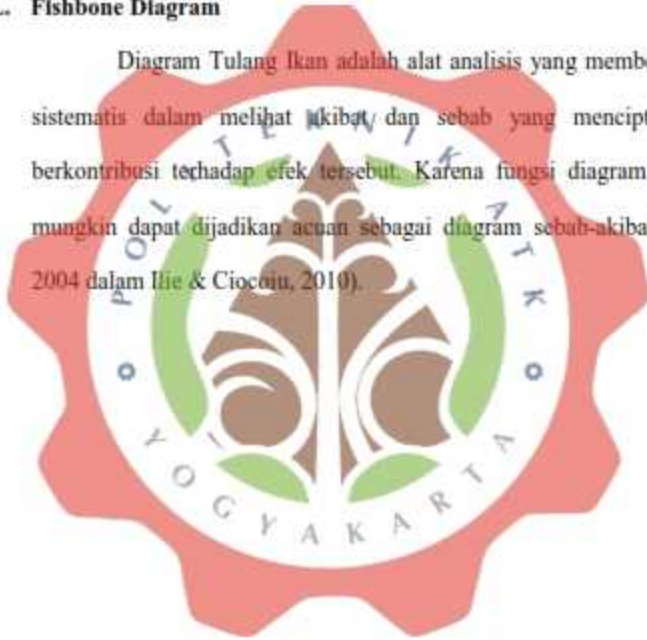 . Fishbone Diagram
Diagram Tulang Ikan adalah alat analisis yang membe
sistematis dalam melihat akibat dan sebab yang mencipt
berkontribusi terhadap efek tersebut. Karena fungsi diagram
mungkin dapat dijadikan acuan sebagai diagram sebab-akiba
2004 dalam Ilie & Ciocoiu, 2010).
POLITEKNIK ATK
YOGYAKARTA